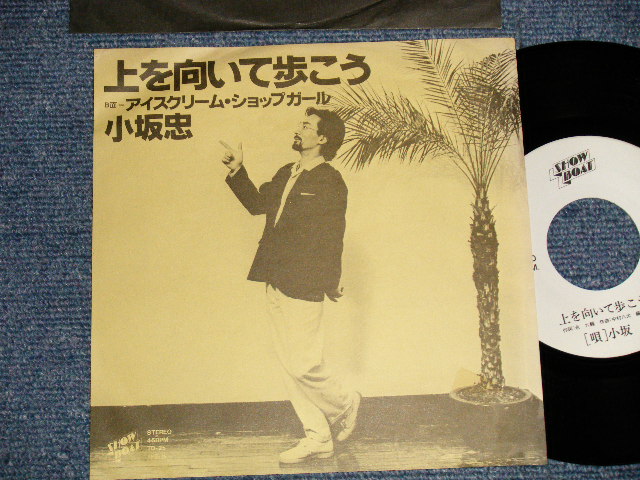 上を向いて歩こう
B面=アイスクリーム・ショップガール
小坂忠
SHOW BOAT
STEREO
45RPM
SHOW BOAT
上を向いて歩こ
[唄]小坂